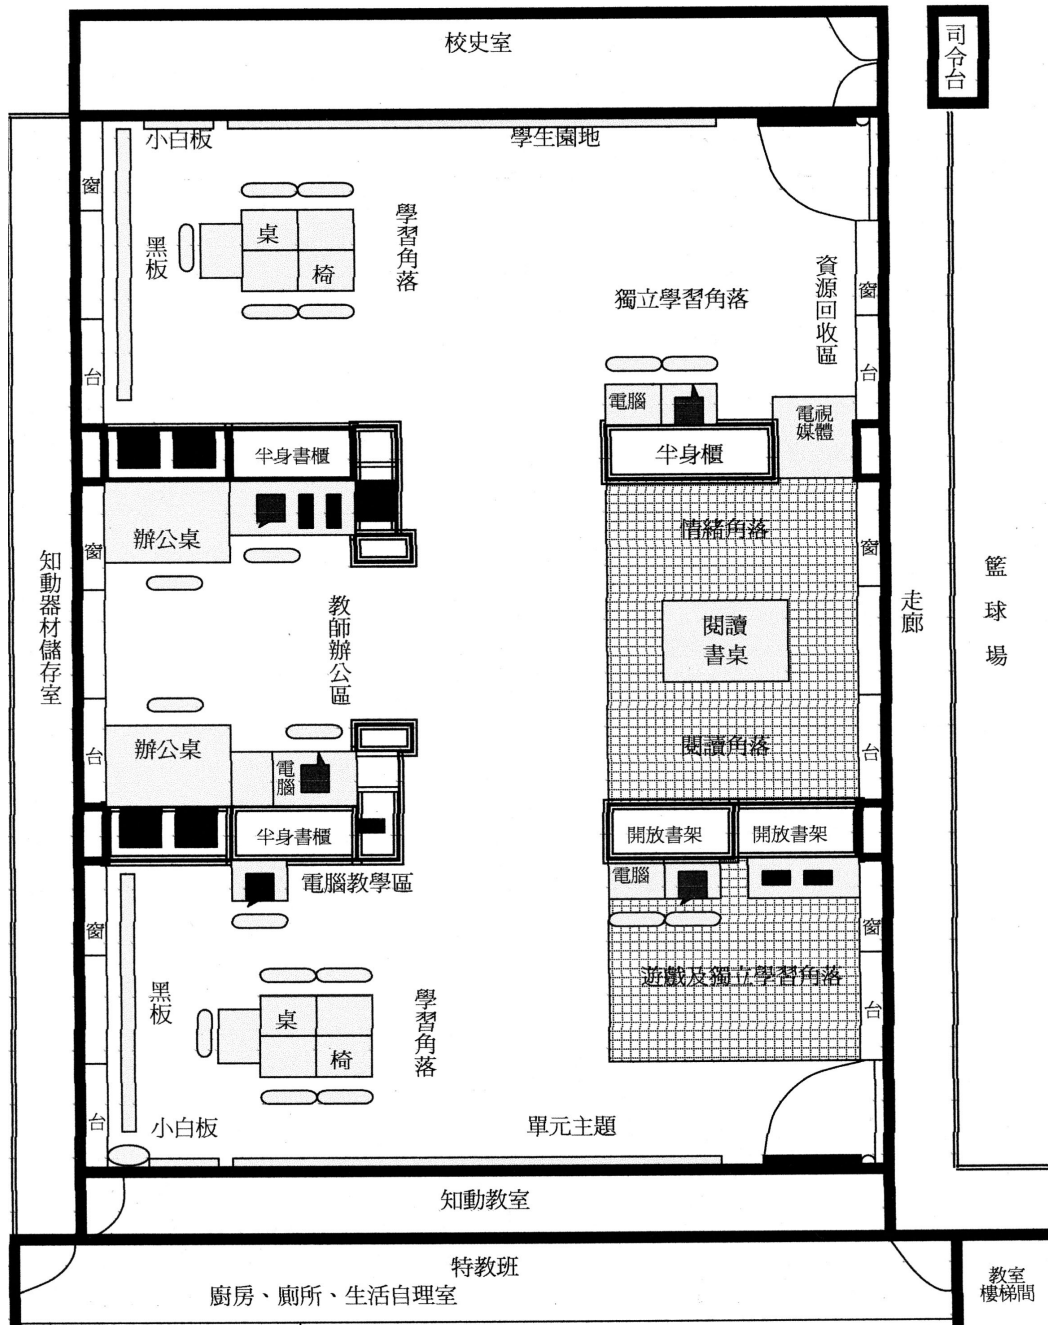 校史室
司令台
小白板
學生園地
窗
桌
椅
學習角落
黑板
獨立學習角落
資源回收區
窗
台
台
電腦
電視
媒體
半身書櫃
半身櫃
辦公桌
情緒角落
窗
窗
知動器材儲存室
教師辦公區
閱讀
書桌
走廊
籃球場
辦公桌
台
電腦
閱讀角落
台
半身書櫃
開放書架
開放書架
電腦教學區
電腦
窗
窗
遊戲及獨立學習角落
黑板
桌
椅
學習角落
台
台
小白板
單元主題
知動教室
特教班
廚房、廁所、生活自理室
教室
樓梯間